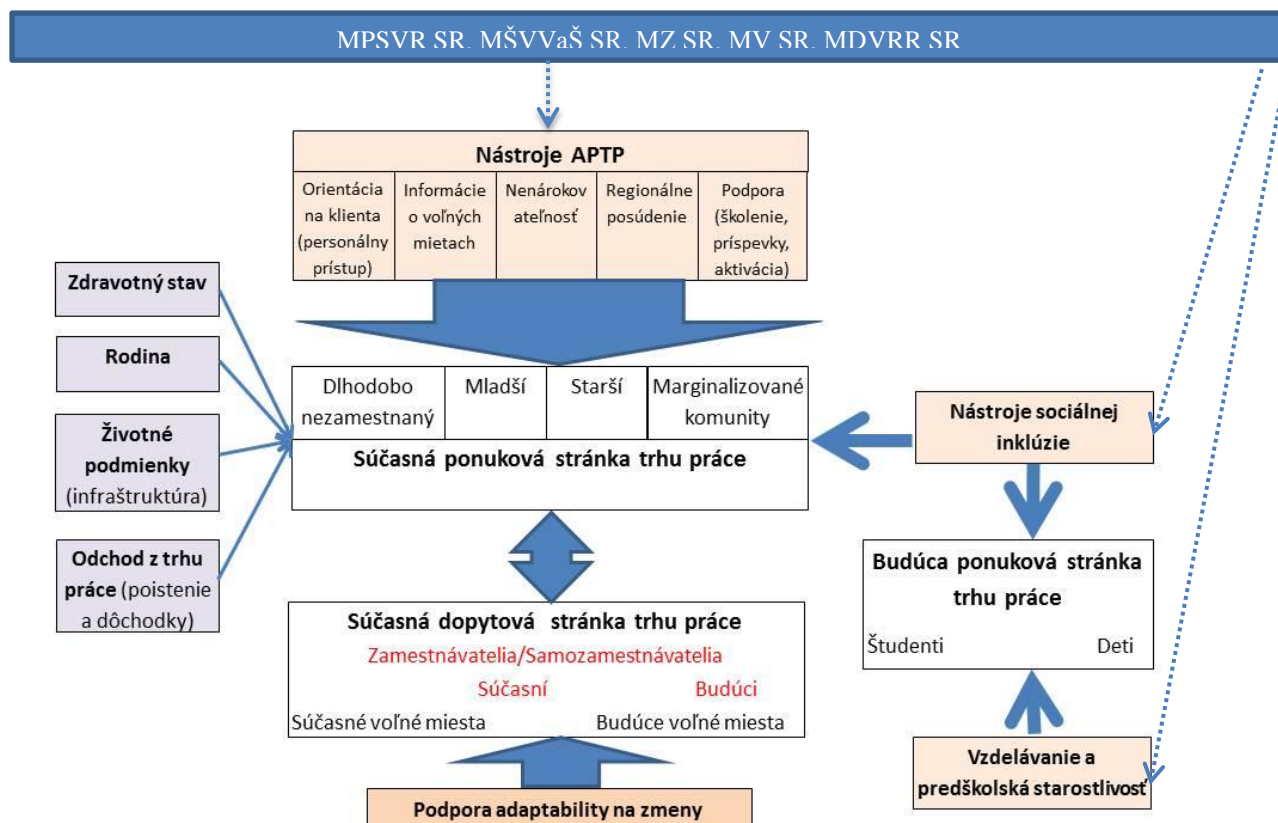 MPSVR SR, MŠVVaŠ SR, MZ SR, MV SR, MDVRR SR
Nástroje APTP
Orientácia
na klienta
(personálny
prístup)
Informácie
o voľných
mietach
Nenárokov
ateľnosť
Regionálne
posúdenie
Podpora
(školenie,
príspevky,
aktivácia)
Zdravotný stav
Rodina
Životné
podmienky
(infraštruktúra)
Odchod z trhu
práce (poistenie
a dôchodky)
Dlhodobo
nezamestnaný
Mladší
Starší
Marginalizované
komunity
Súčasná ponuková stránka trhu práce
Nástroje sociálnej
inklúzie
Budúca ponuková stránka
trhu práce
Študenti
Deti
Súčasná dopytová stránka trhu práce
Zamestnávatelia/Samozamestnávatelia
Súčasní
Budúci
Súčasné voľné miesta
Budúce voľné miesta
Vzdelávanie a
predškolská starostlivosť
Podpora adaptability na zmeny